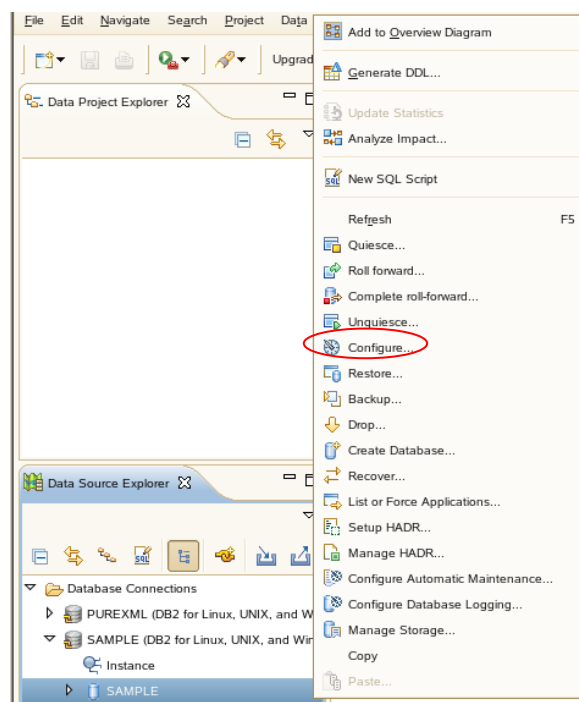 File Edit Navigate Search Project Data
Upgrad
Data Project Explorer
Data Source Explorer
SQL
Database Connections
PUREXML (DB2 for Linux, UNIX, and W
SAMPLE (DB2 for Linux, UNIX, and Win
Instance
SAMPLE
Add to Overview Diagram
Generate DDL...
Update Statistics
Analyze Impact...
SQL New SQL Script
Refresh F5
Quiesce...
Roll forward...
Complete roll-forward...
Unquiesce...
Configure...
Restore...
Backup...
Drop...
Create Database...
Recover...
List or Force Applications...
Setup HADR...
Manage HADR...
Configure Automatic Maintenance...
Configure Database Logging...
Manage Storage...
Copy
Paste...